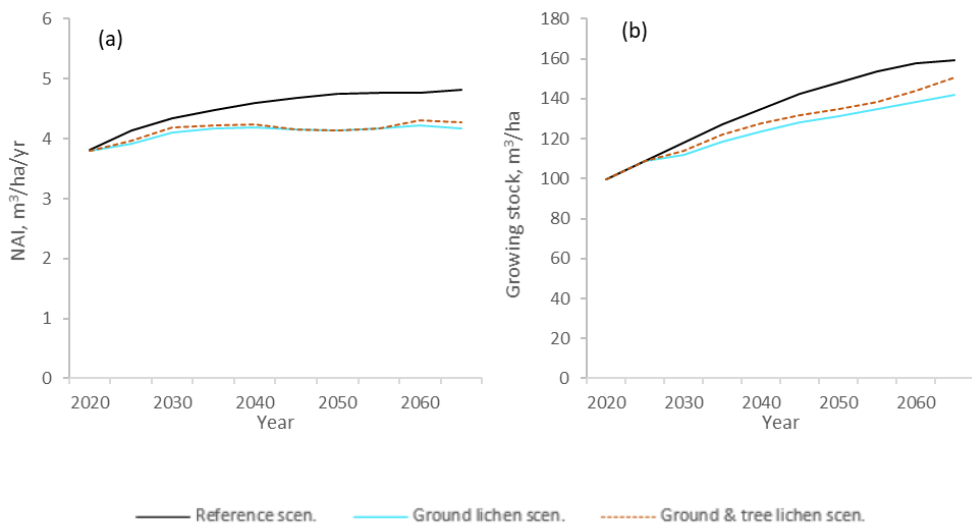 (a)
NAI, m³/ha/yr
6
5
4
3
2
1
0
2020 2030 2040 2050 2060
Year
(b)
Growing stock, m³/ha
180
160
140
120
100
80
60
40
20
0
2020 2030 2040 2050 2060
Year
Reference scen. Ground lichen scen. Ground & tree lichen scen.